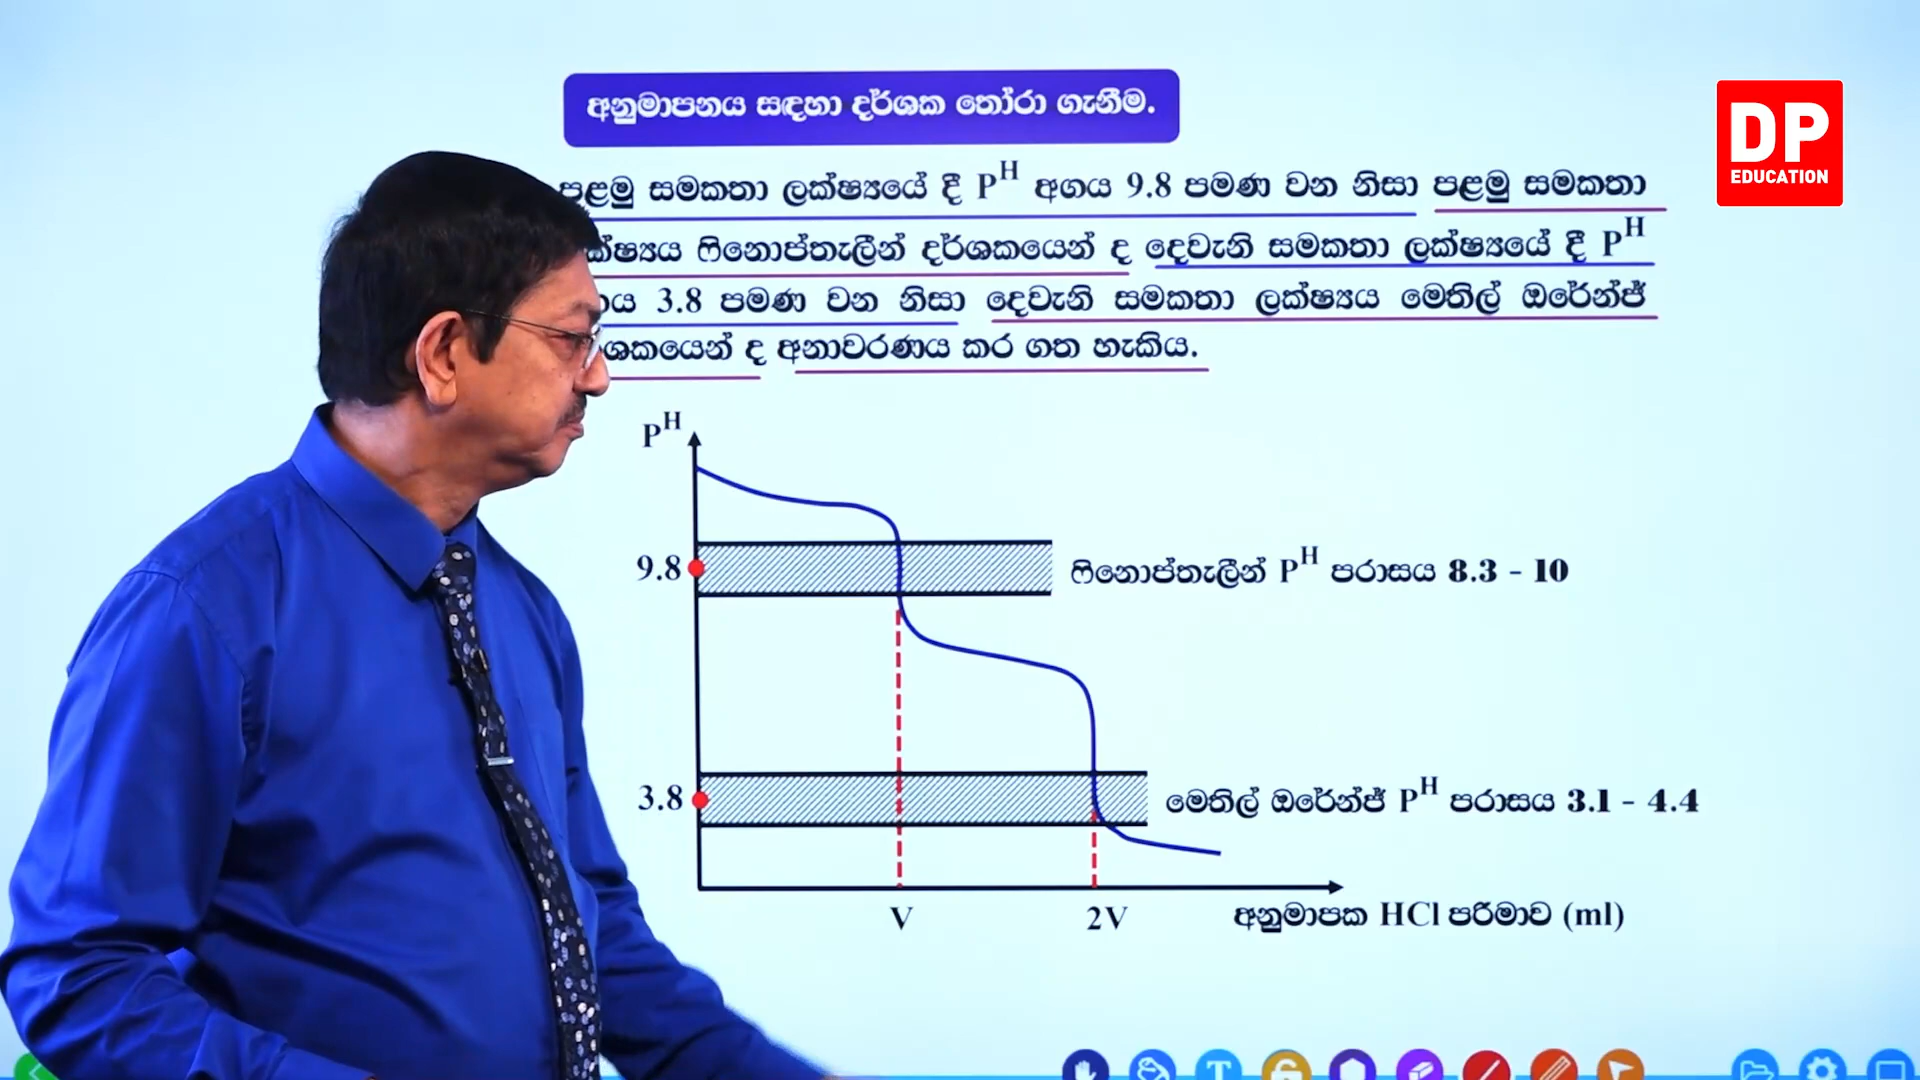 අනුමාපනය සඳහා දර්ශක තෝරා ගැනීම.
DP
EDUCATION
පළමු සමකතා ලක්ෂ්‍යයේ දී P^H අගය 9.8 පමණ වන නිසා පළමු සමකතා
ෆිනොප්තැලීන් දර්ශකයෙන් ද දෙවැනි සමකතා ලක්ෂ්‍යයේ දී P^H
3.8 පමණ වන නිසා දෙවැනි සමකතා ලක්ෂ්‍යය මෙතිල් ඔරේන්ජ්
ද අනාවරණය කර ගත හැකිය.
P^H
9.8
ෆිනොප්තැලීන් P^H පරාසය 8.3 - 10
3.8
මෙතිල් ඔරේන්ජ් P^H පරාසය 3.1 - 4.4
V
2V
අනුමාපක HCl පරිමාව (ml)